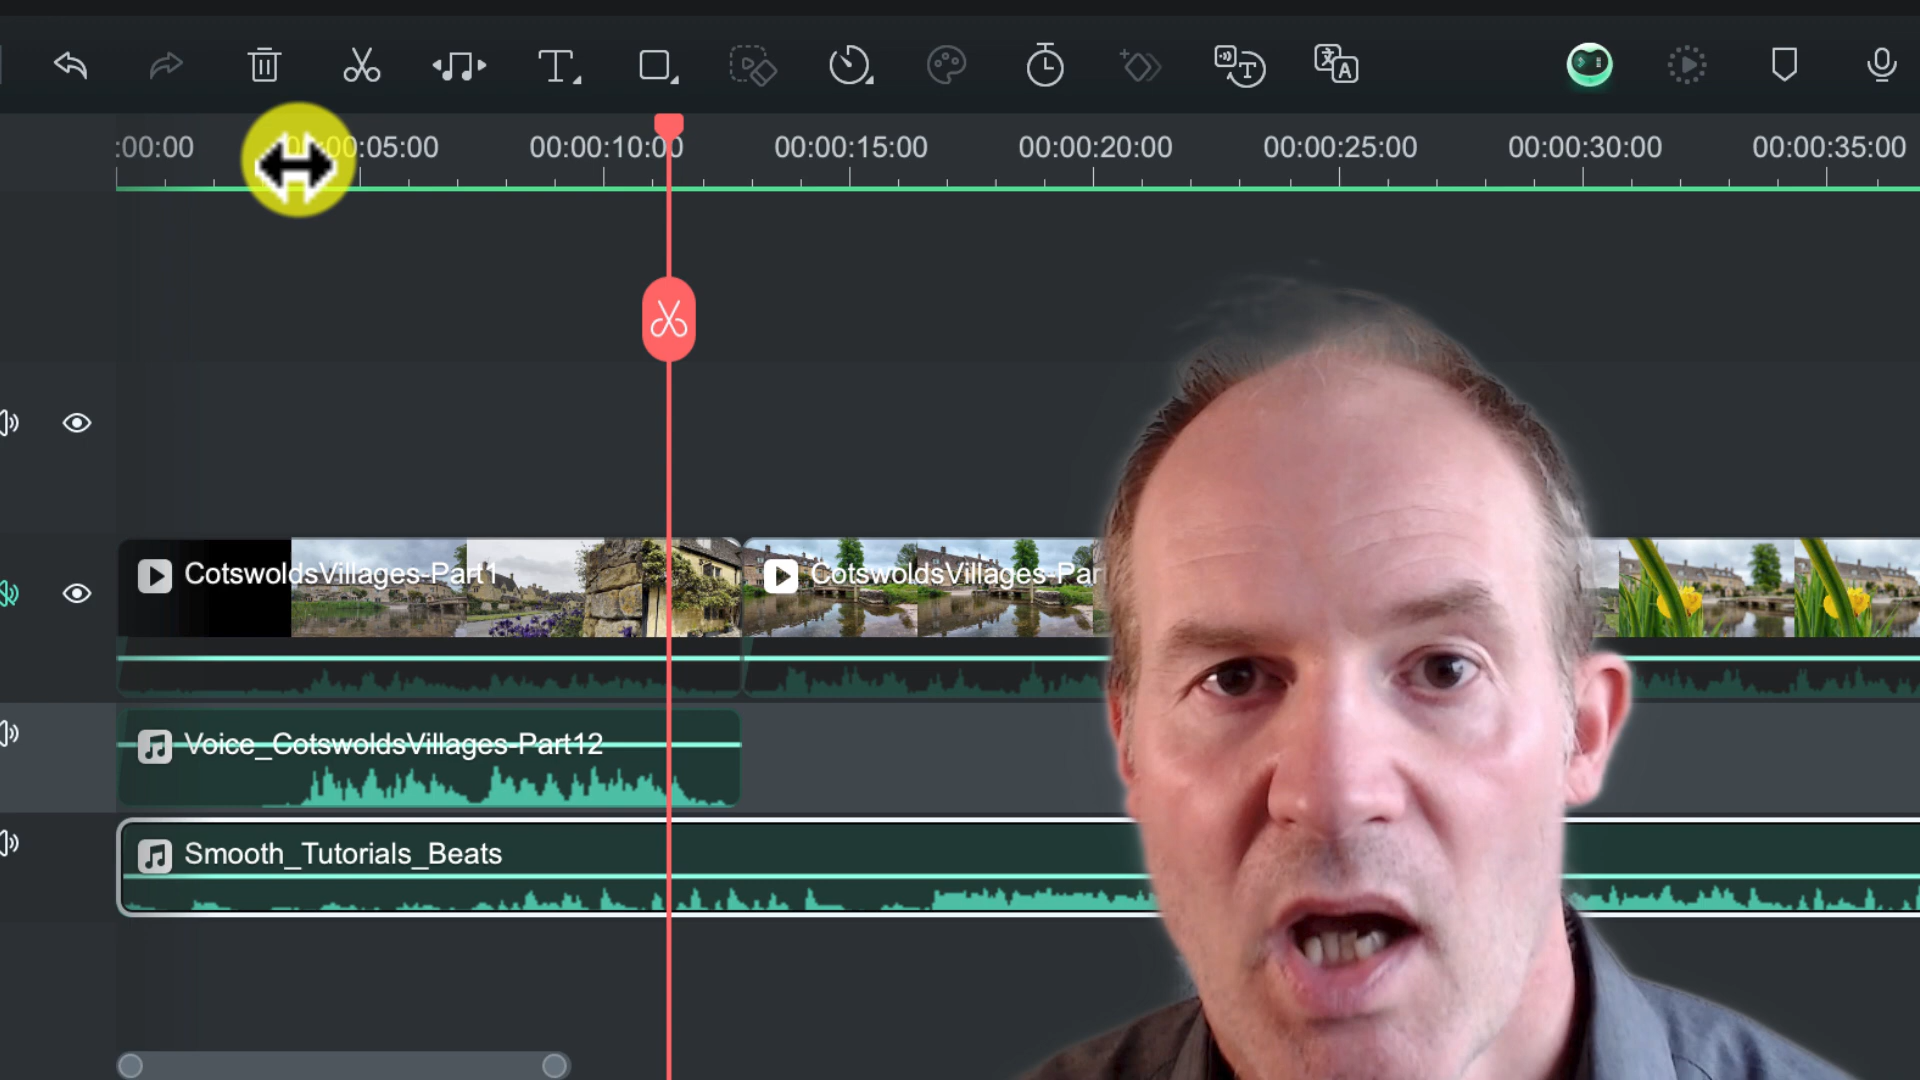 :00:00 :05:00 00:00:10:00 00:00:15:00 00:00:20:00 00:00:25:00 00:00:30:00 00:00:35:00
CotswoldsVillages-Part1 CotswoldsVillages-Par
Voice_CotswoldsVillages-Part12
Smooth_Tutorials_Beats